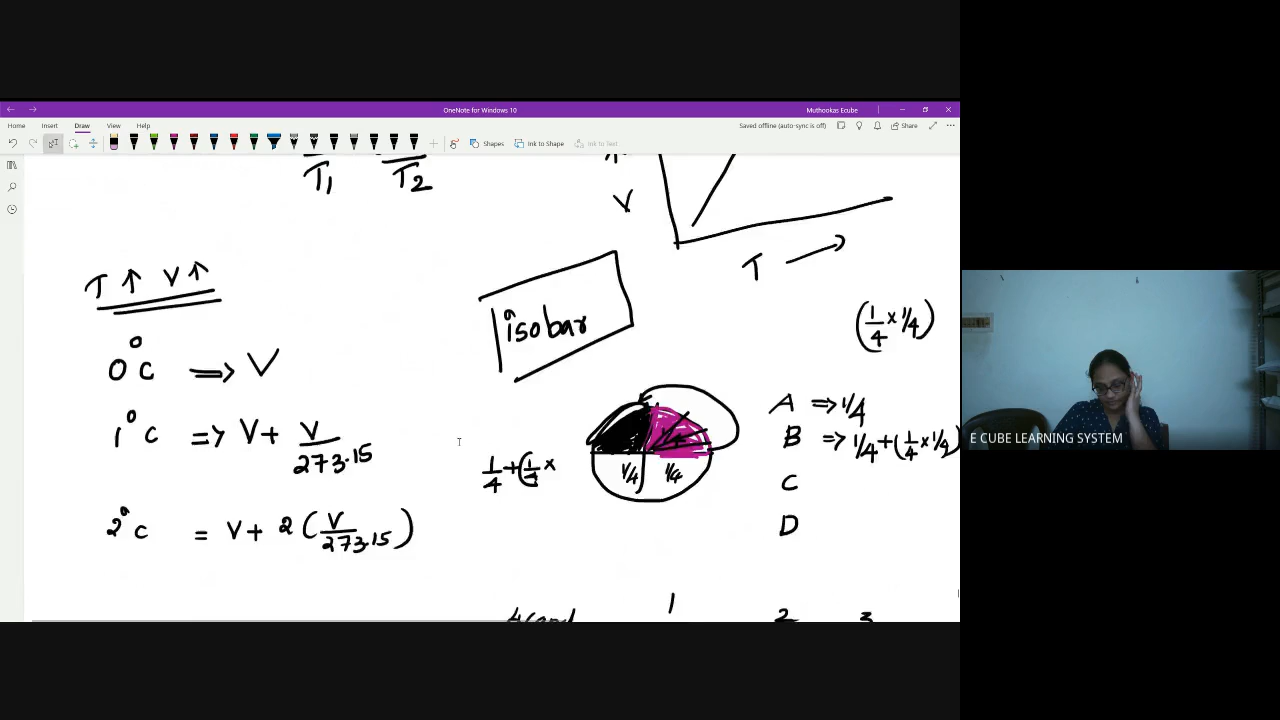 OneNote for Windows 10
Muthookas Ecube
Home Insert Draw View Help
Saved offline (auto-sync is off)
Share
Shapes
Ink to Shape
Ink to Text
T1 T2
V
T →
T ↑ V ↑
isobar
(1/4 × 1/4)
0°C ⇒ V
A ⇒ 1/4
1°C ⇒ V + V/273.15
B ⇒ 1/4 + (1/4 × 1/4)
1/4 + (1/4 ×
1/4 1/4
C
2°C = V + 2 (V/273.15)
D
1
2 3
E CUBE LEARNING SYSTEM